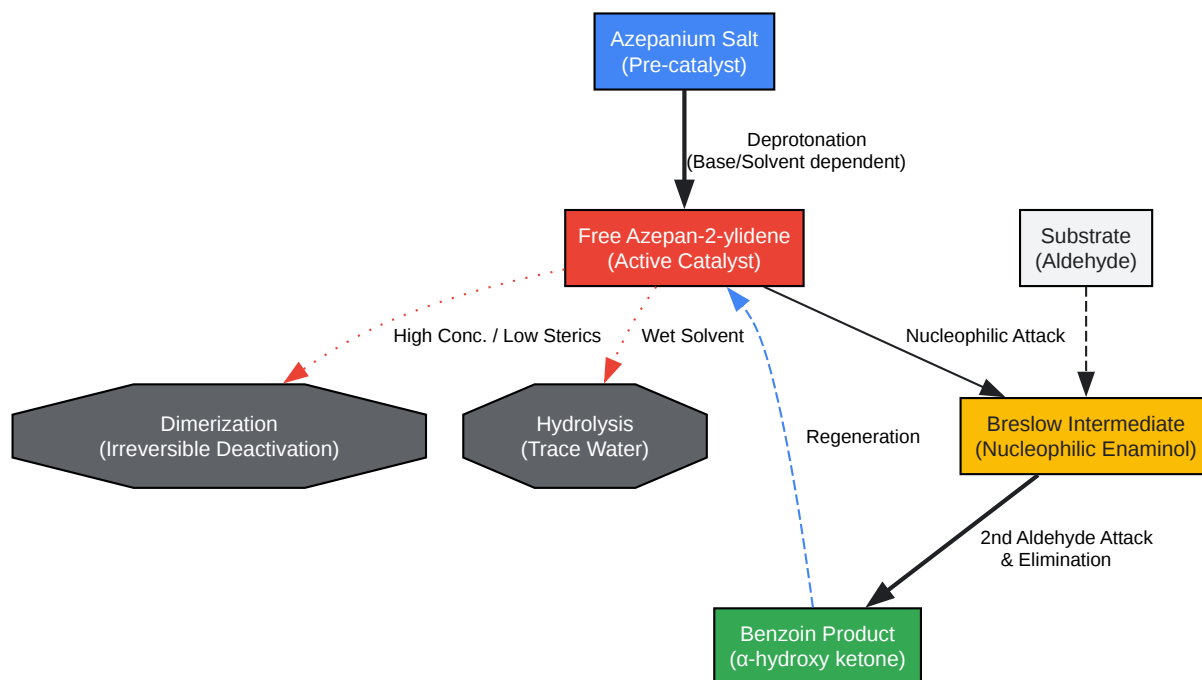 Azepanium Salt
(Pre-catalyst)
Deprotonation
(Base/Solvent dependent)
Free Azepan-2-ylidene
(Active Catalyst)
Substrate
(Aldehyde)
High Conc. / Low Sterics
Wet Solvent
Nucleophilic Attack
Dimerization
(Irreversible Deactivation)
Hydrolysis
(Trace Water)
Regeneration
Breslow Intermediate
(Nucleophilic Enaminol)
2nd Aldehyde Attack
& Elimination
Benzoin Product
(α-hydroxy ketone)